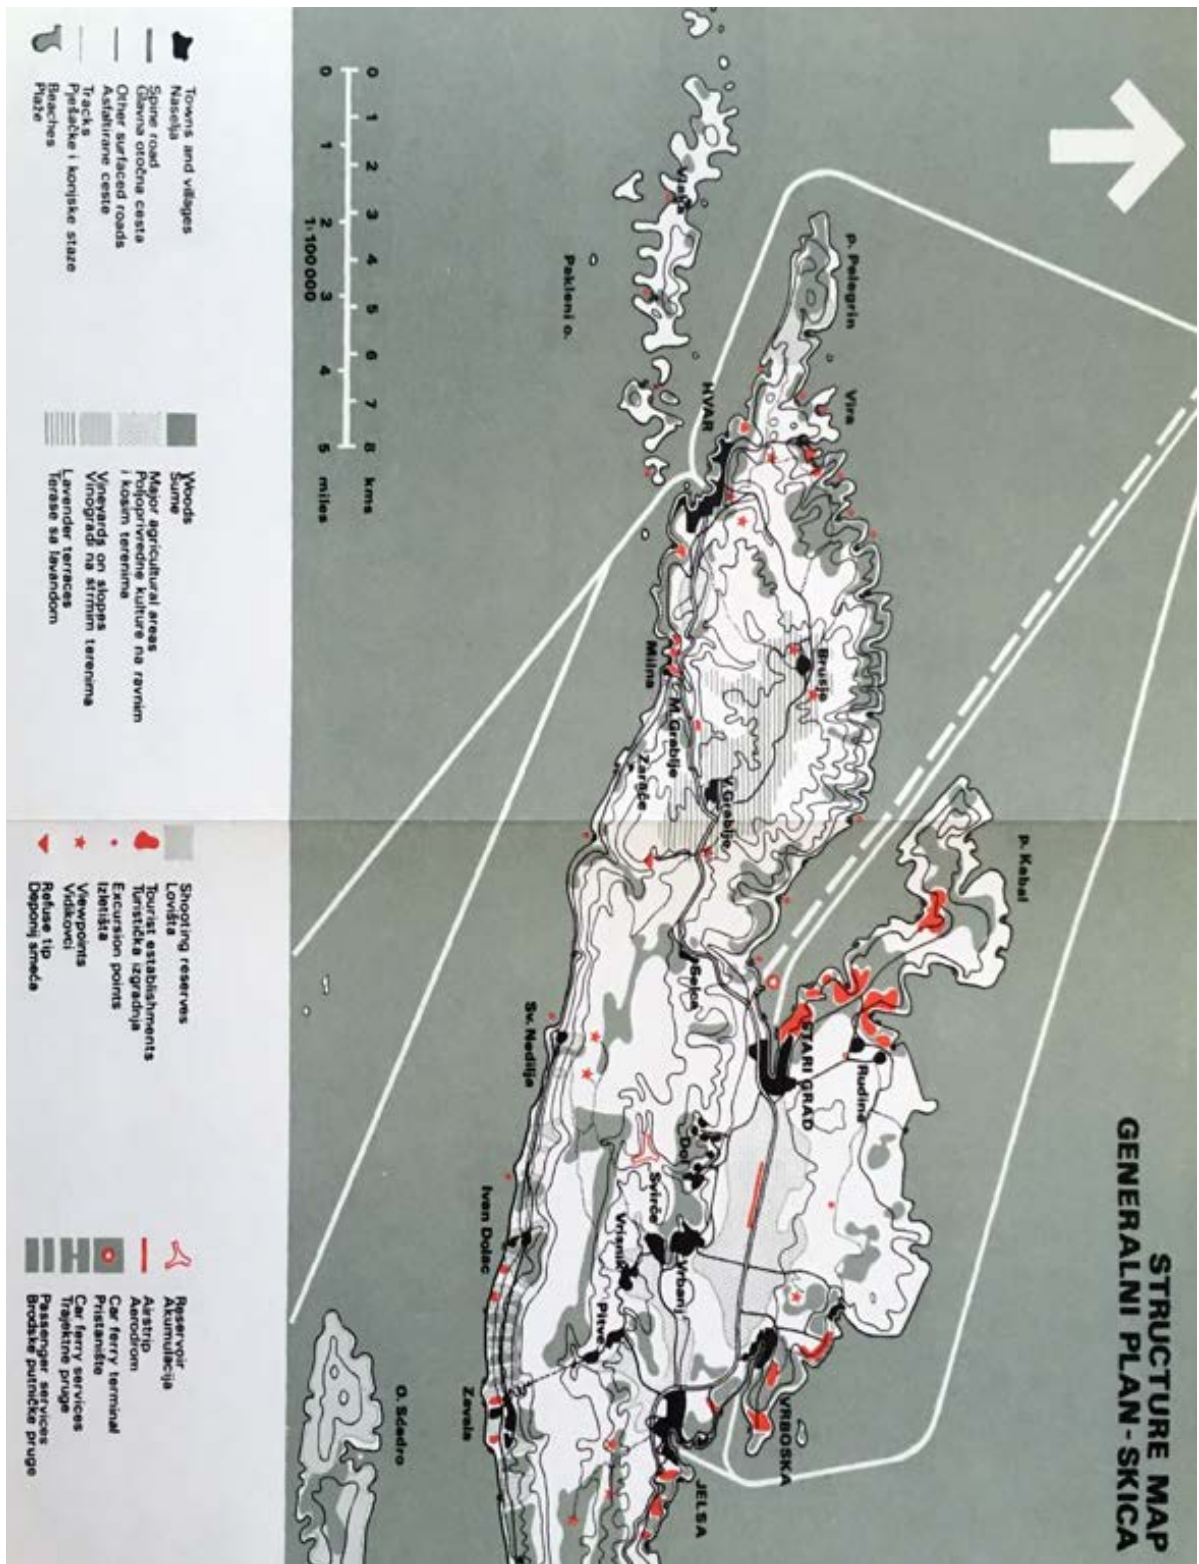 STRUCTURE MAP
GENERALNI PLAN - SKICA
p. Pelegrin
Vira
HVAR
Pakleni o.
Milna
Brusje
M. Grablje
V. Grablje
Zarače
p. Kabal
Selca
STARI GRAD
Rudina
Dol
Sv. Nedilja
Svirče
Vrisnik
Vrbanj
Ivan Dolac
Pitve
VRBOSKA
JELSA
Zavala
O. Šćedro
0 1 2 3 4 5 6 7 8 kms
0 1 2 3 4 5 miles
1:100000
Towns and villages
Naselja
Spine road
Glavna otočna cesta
Other surfaced roads
Asfaltirane ceste
Tracks
Pješačke i konjske staze
Beaches
Plaže
Woods
Šume
Major agricultural areas
Poljoprivredne kulture na ravnim
i kosim terenima
Vineyards on slopes
Vinogradi na strmim terenima
Lavender terraces
Terase sa lavandom
Shooting reserves
Lovišta
Tourist establishments
Turistička izgradnja
Excursion points
Izletišta
Viewpoints
Vidikovci
Refuse tip
Deponij smeća
Reservoir
Akumulacija
Airstrip
Aerodrom
Car ferry terminal
Pristanište
Car ferry services
Trajektne pruge
Passenger services
Brodske putničke pruge